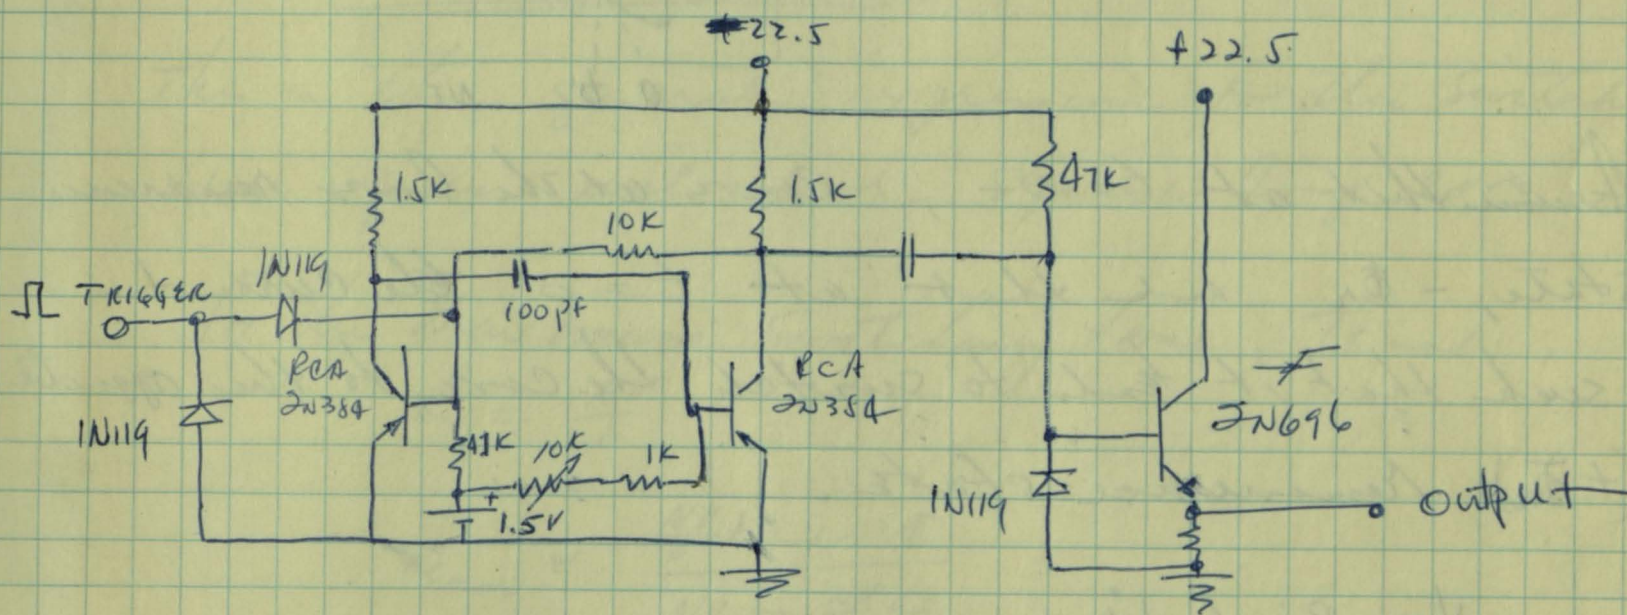 -22.5
+22.5
1.5K
1.5K
47K
10K
1N119
TRIGGER
100pf
RCA
2N384
RCA
2N384
2N696
1N119
10K
1K
1.5V
+
1N119
Output